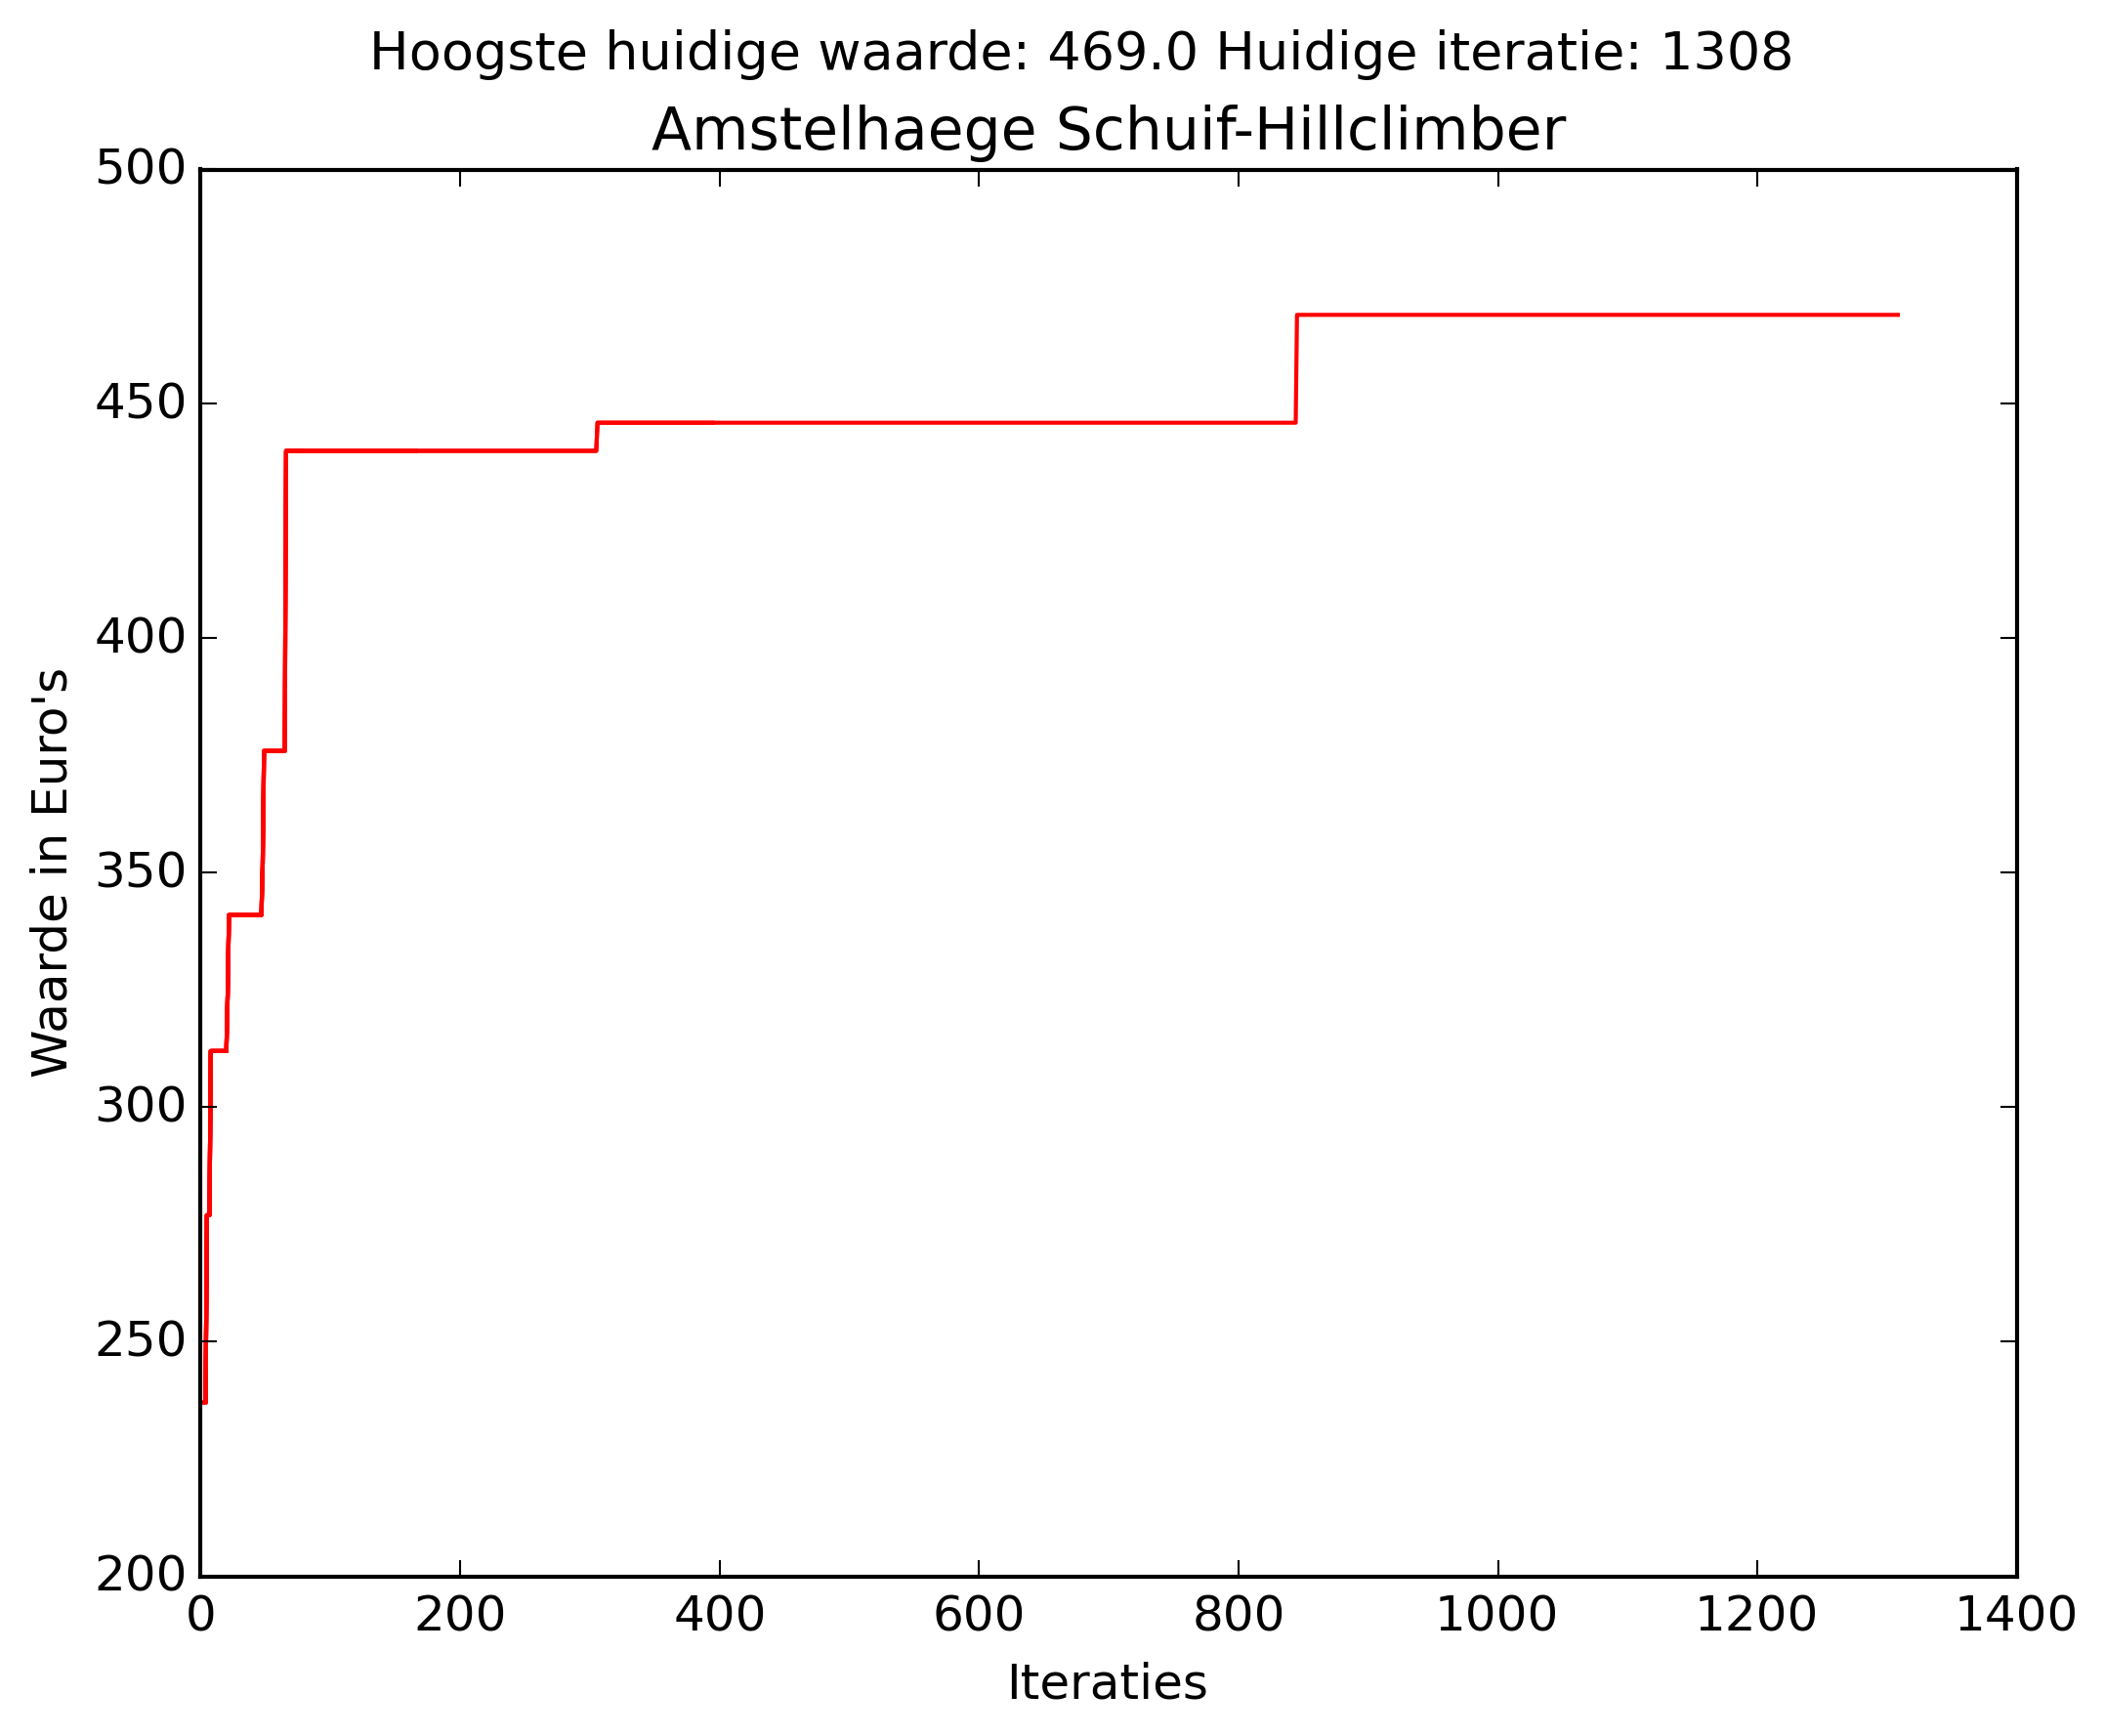 Hoogste huidige waarde: 469.0 Huidige iteratie: 1308
Amstelhaege Schuif-Hillclimber
500
450
400
350
300
250
200
Waarde in Euro's
0 200 400 600 800 1000 1200 1400
Iteraties